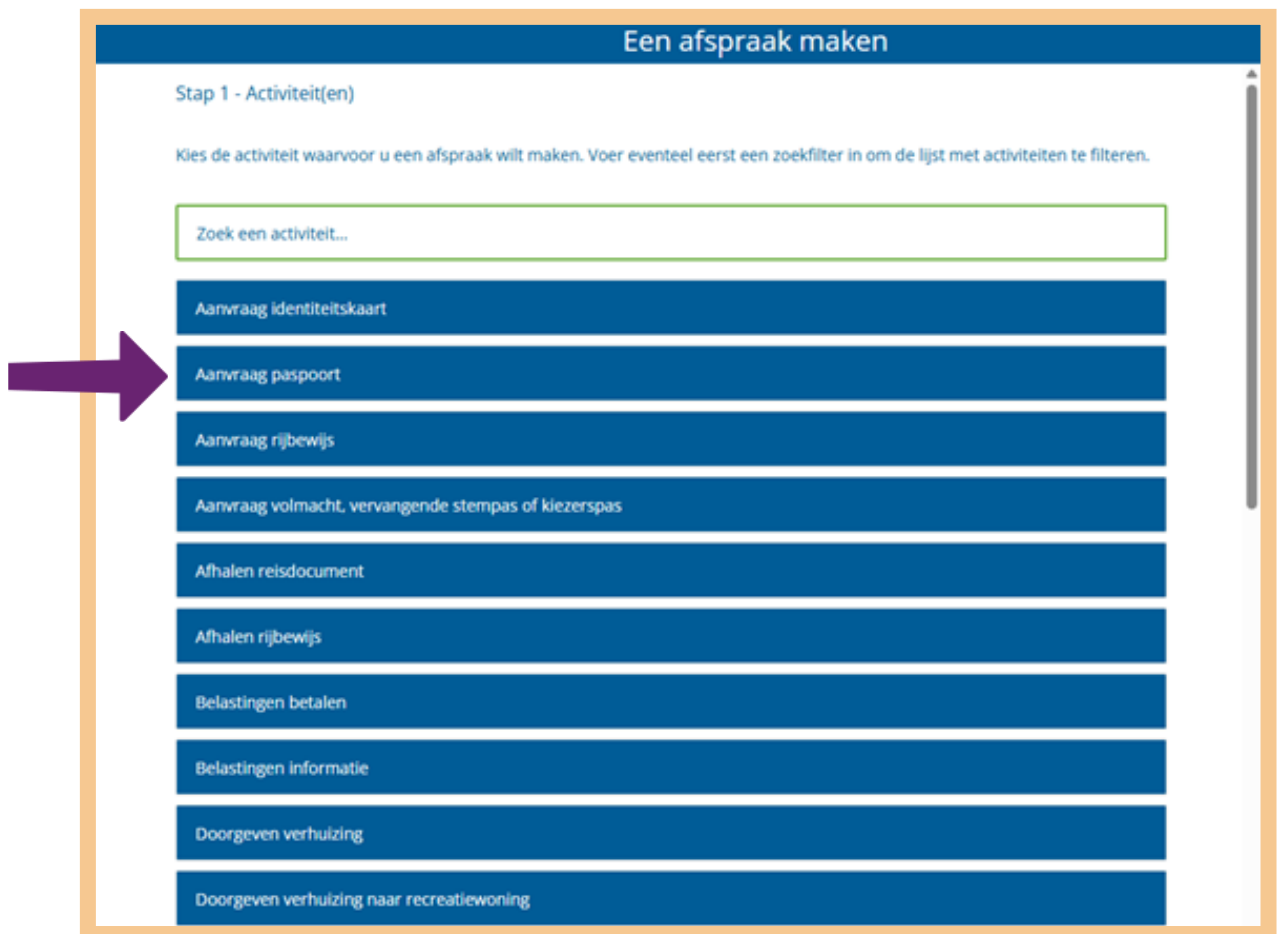 Een afspraak maken
Stap 1 - Activiteit(en)
Kies de activiteit waarvoor u een afspraak wilt maken. Voer eventeel eerst een zoekfilter in om de lijst met activiteiten te filteren.
Zoek een activiteit...
Aanvraag identiteitskaart
Aanvraag paspoort
Aanvraag rijbewijs
Aanvraag volmacht, vervangende stempas of kiezerspas
Afhalen reisdocument
Afhalen rijbewijs
Belastingen betalen
Belastingen informatie
Doorgeven verhuizing
Doorgeven verhuizing naar recreatiewoning